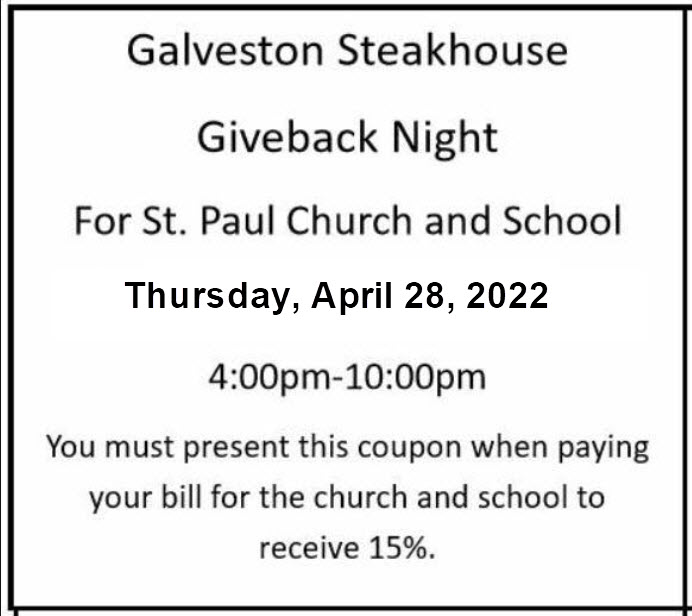 Galveston Steakhouse
Giveback Night
For St. Paul Church and School
Thursday, April 28, 2022
4:00pm-10:00pm
You must present this coupon when paying
your bill for the church and school to
receive 15%.